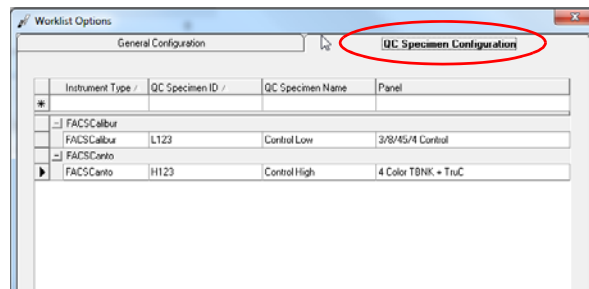 Worklist Options
General Configuration QC Specimen Configuration
Instrument Type / QC Specimen ID / QC Specimen Name Panel
FACSCalibur
FACSCalibur L123 Control Low 3/8/45/4 Control
FACSCanto
FACSCanto H123 Control High 4 Color TBNK + TruC